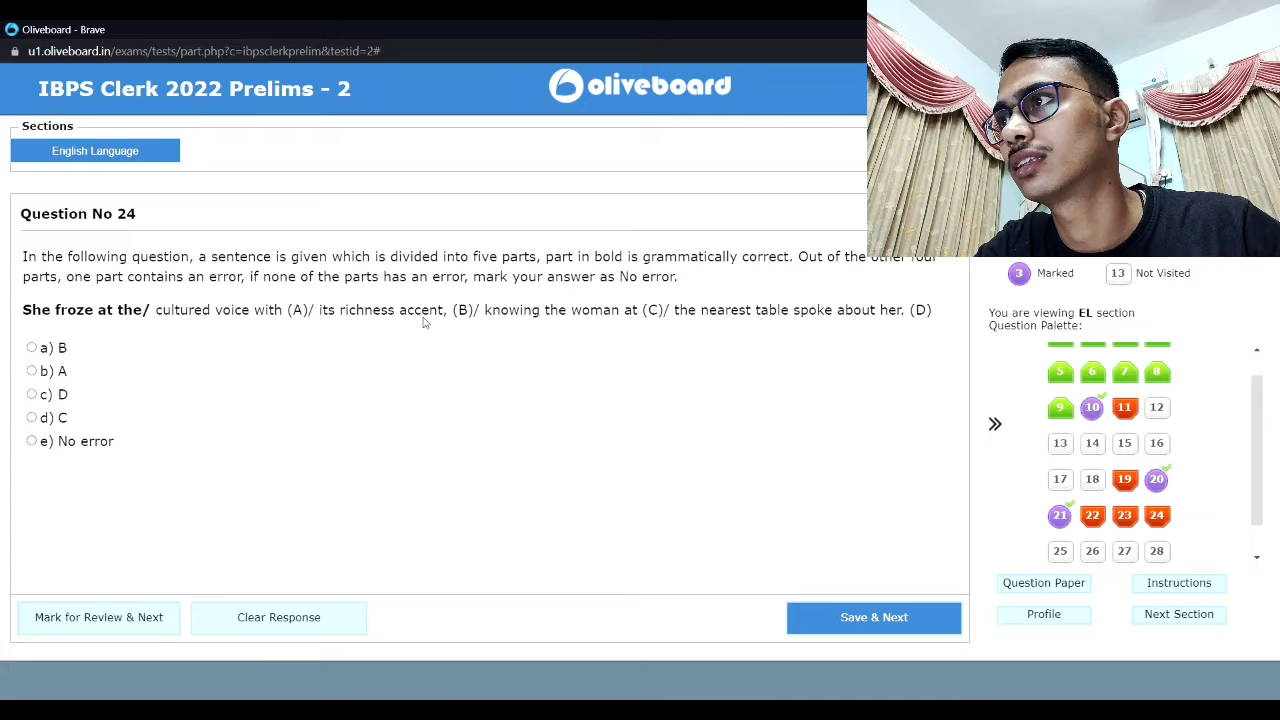 Oliveboard - Brave
u1.oliveboard.in/exams/tests/part.php?c=ibpsclerkprelim&testid=2#
IBPS Clerk 2022 Prelims - 2
oliveboard
Sections
English Language
Question No 24
In the following question, a sentence is given which is divided into five parts, part in bold is grammatically correct. Out of the other four
parts, one part contains an error, if none of the parts has an error, mark your answer as No error.
She froze at the/ cultured voice with (A)/ its richness accent, (B)/ knowing the woman at (C)/ the nearest table spoke about her. (D)
a) B
b) A
c) D
d) C
e) No error
Mark for Review & Next
Clear Response
Save & Next
3 Marked 13 Not Visited
You are viewing EL section
Question Palette:
5 6 7 8
9 10 11 12
13 14 15 16
17 18 19 20
21 22 23 24
25 26 27 28
»
Question Paper Instructions
Profile Next Section